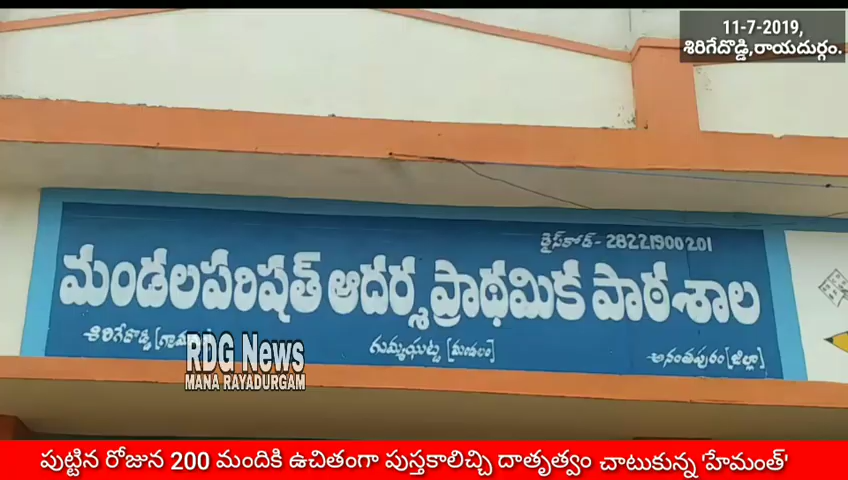 11-7-2019,
శిరిగేదొడ్డి,రాయదుర్గం.
డైస్‌కోడ్ - 28221900201
మండలపరిషత్ ఆదర్శ ప్రాథమిక పాఠశాల
శిరిగేదొడ్డి [గ్రామం]
గుమ్మఘట్ట [మండలం]
అనంతపురం [జిల్లా]
RDG News
MANA RAYADURGAM
పుట్టిన రోజున 200 మందికి ఉచితంగా పుస్తకాలిచ్చి దాతృత్వం చాటుకున్న 'హేమంత్'